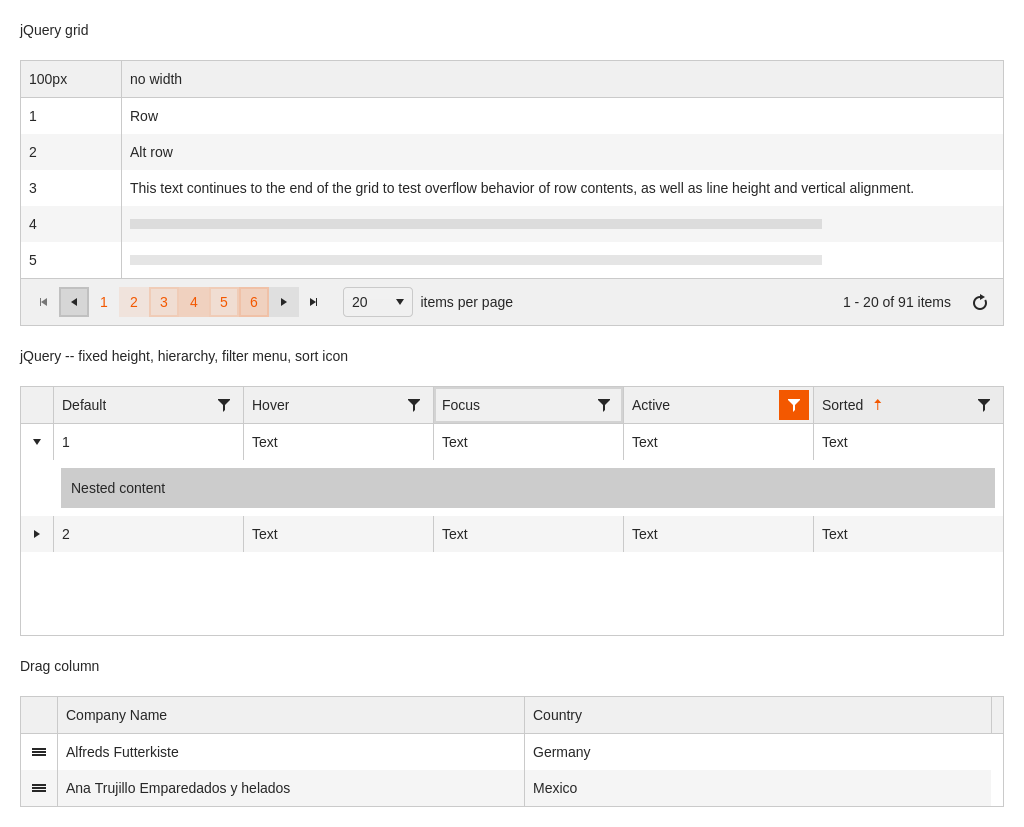 jQuery grid
100px no width
1 Row
2 Alt row
3 This text continues to the end of the grid to test overflow behavior of row contents, as well as line height and vertical alignment.
4
5
1 2 3 4 5 6 20 items per page 1 - 20 of 91 items
jQuery -- fixed height, hierarchy, filter menu, sort icon
Default Hover Focus Active Sorted
1 Text Text Text Text
Nested content
2 Text Text Text Text
Drag column
Company Name Country
Alfreds Futterkiste Germany
Ana Trujillo Emparedados y helados Mexico